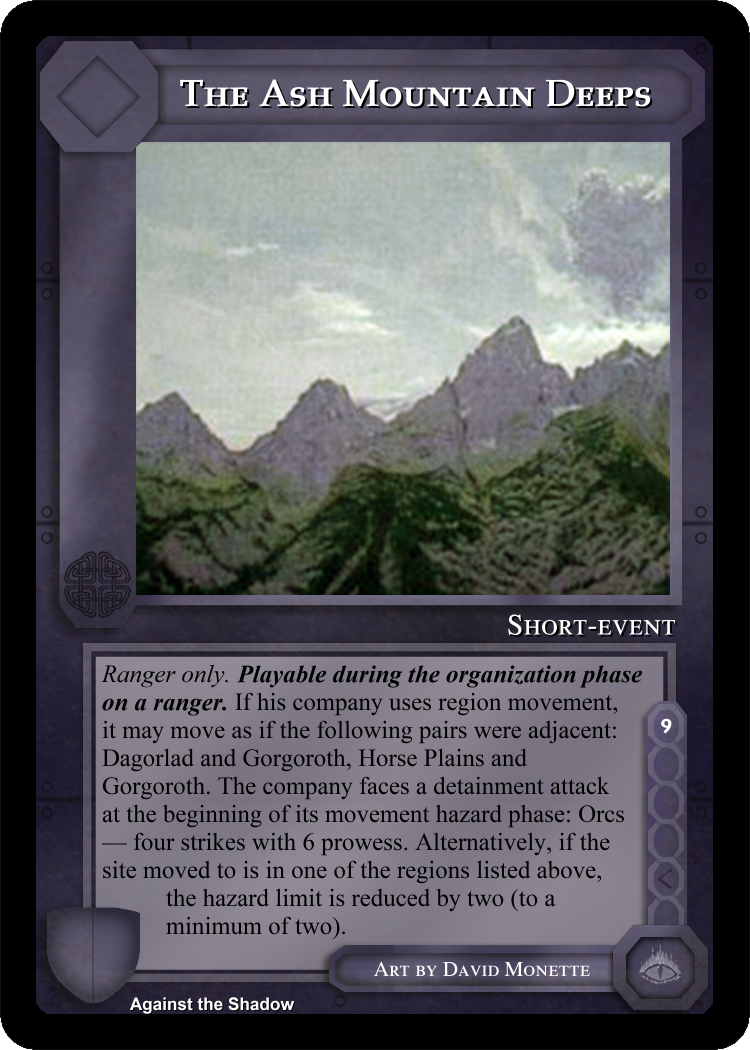 The Ash Mountain Deeps
Short-event
Ranger only. Playable during the organization phase
on a ranger. If his company uses region movement,
it may move as if the following pairs were adjacent:
Dagorlad and Gorgoroth, Horse Plains and
Gorgoroth. The company faces a detainment attack
at the beginning of its movement hazard phase: Orcs
— four strikes with 6 prowess. Alternatively, if the
site moved to is in one of the regions listed above,
the hazard limit is reduced by two (to a
minimum of two).
9
Art by David Monette
Against the Shadow